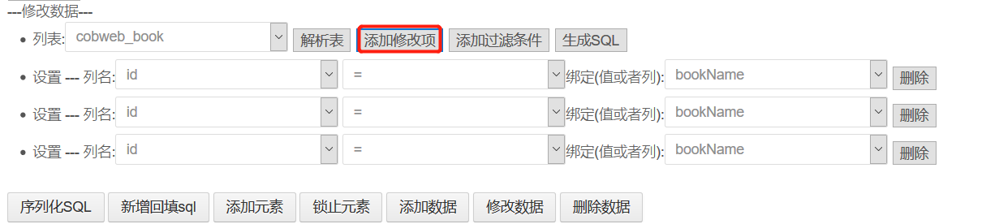 ---修改数据---
列表: cobweb_book 解析表 添加修改项 添加过滤条件 生成SQL
设置 --- 列名: id = 绑定(值或者列): bookName 删除
设置 --- 列名: id = 绑定(值或者列): bookName 删除
设置 --- 列名: id = 绑定(值或者列): bookName 删除
序列化SQL 新增回填sql 添加元素 锁止元素 添加数据 修改数据 删除数据